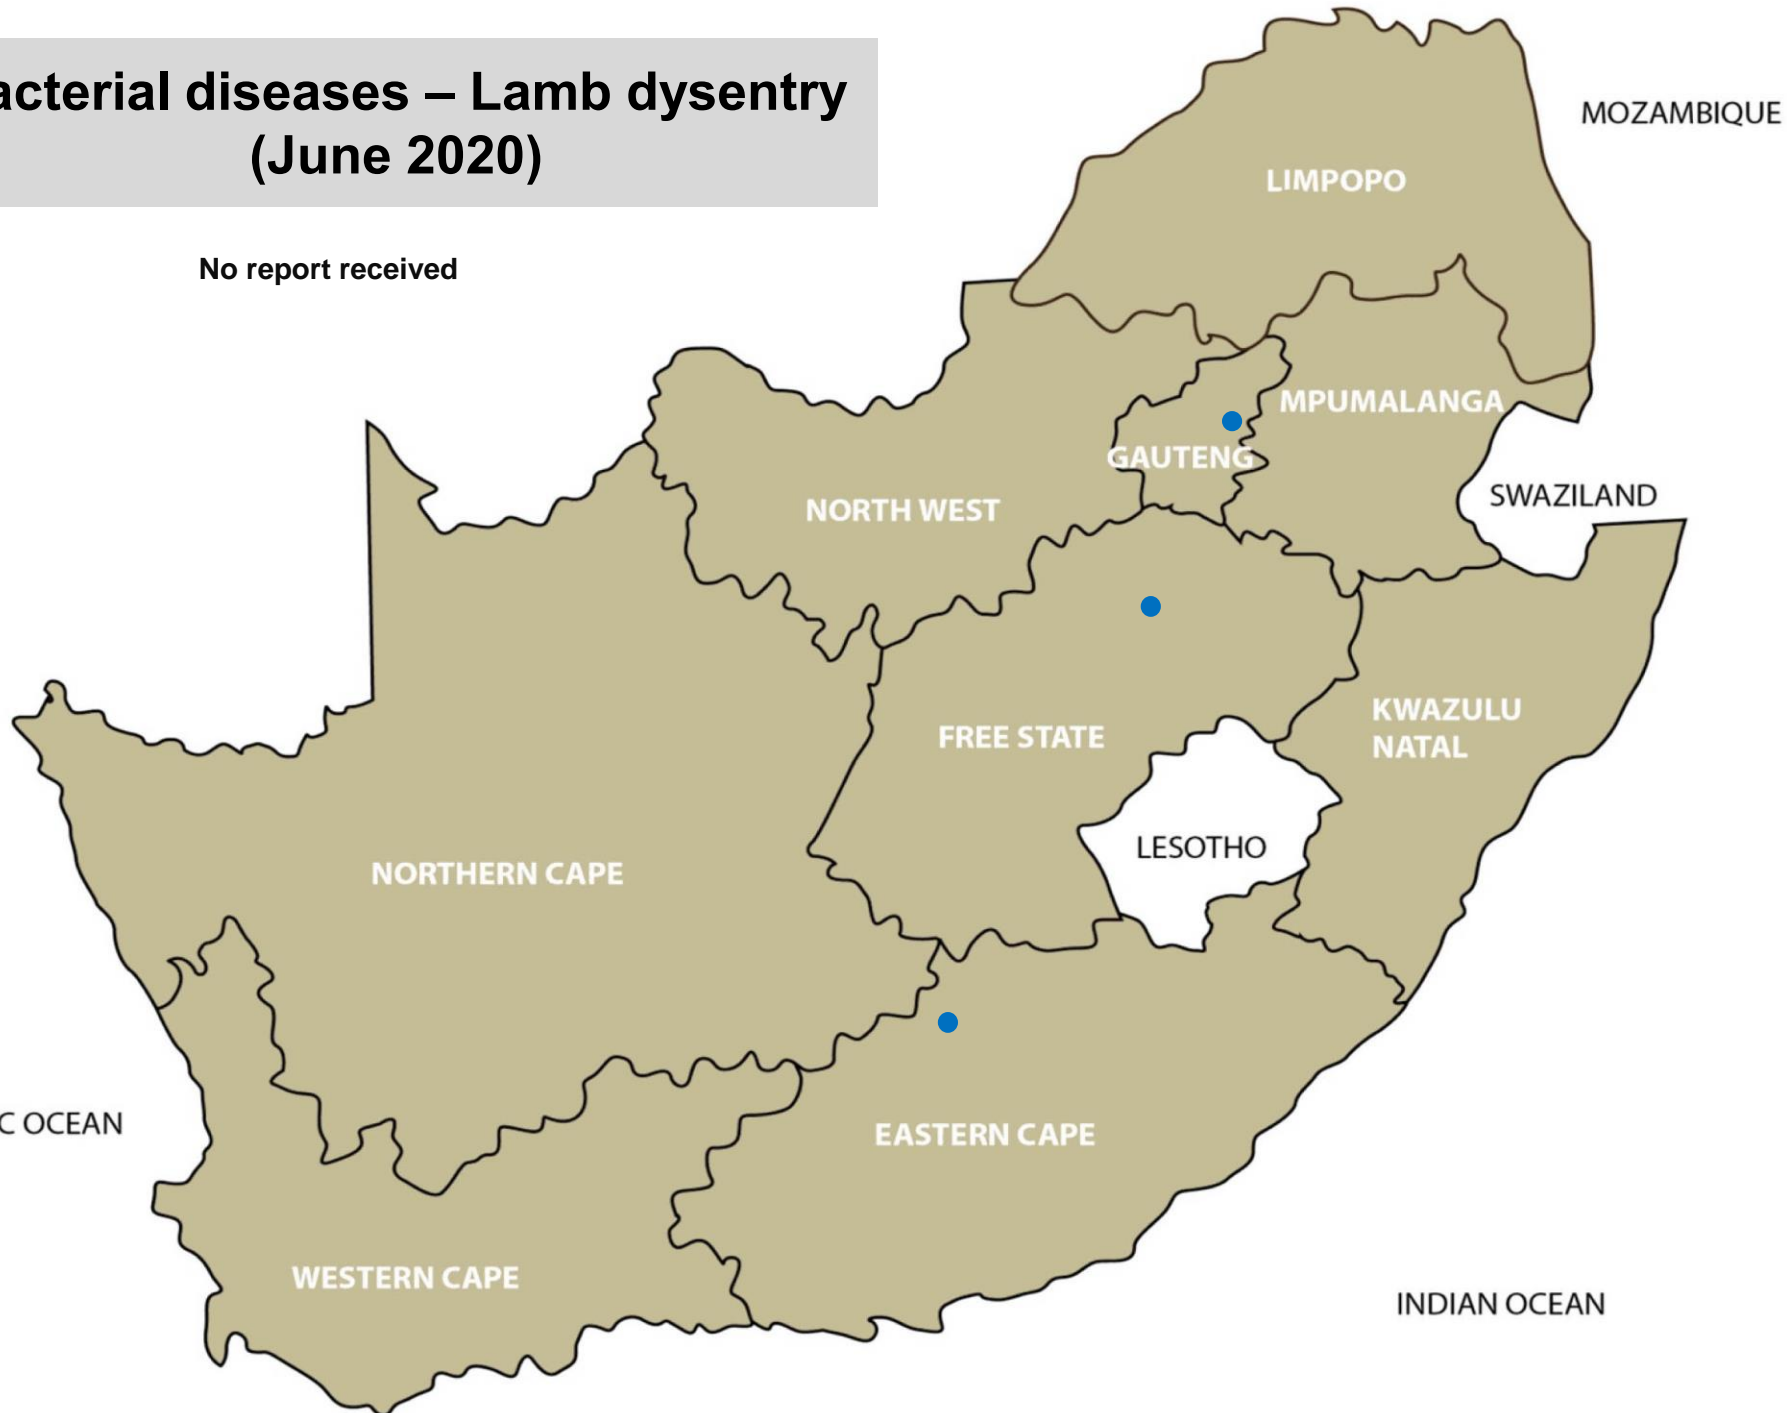 acterial diseases – Lamb dysentry
(June 2020)
No report received
MOZAMBIQUE
LIMPOPO
MPUMALANGA
GAUTENG
SWAZILAND
NORTH WEST
KWAZULU
NATAL
FREE STATE
LESOTHO
NORTHERN CAPE
C OCEAN
EASTERN CAPE
WESTERN CAPE
INDIAN OCEAN